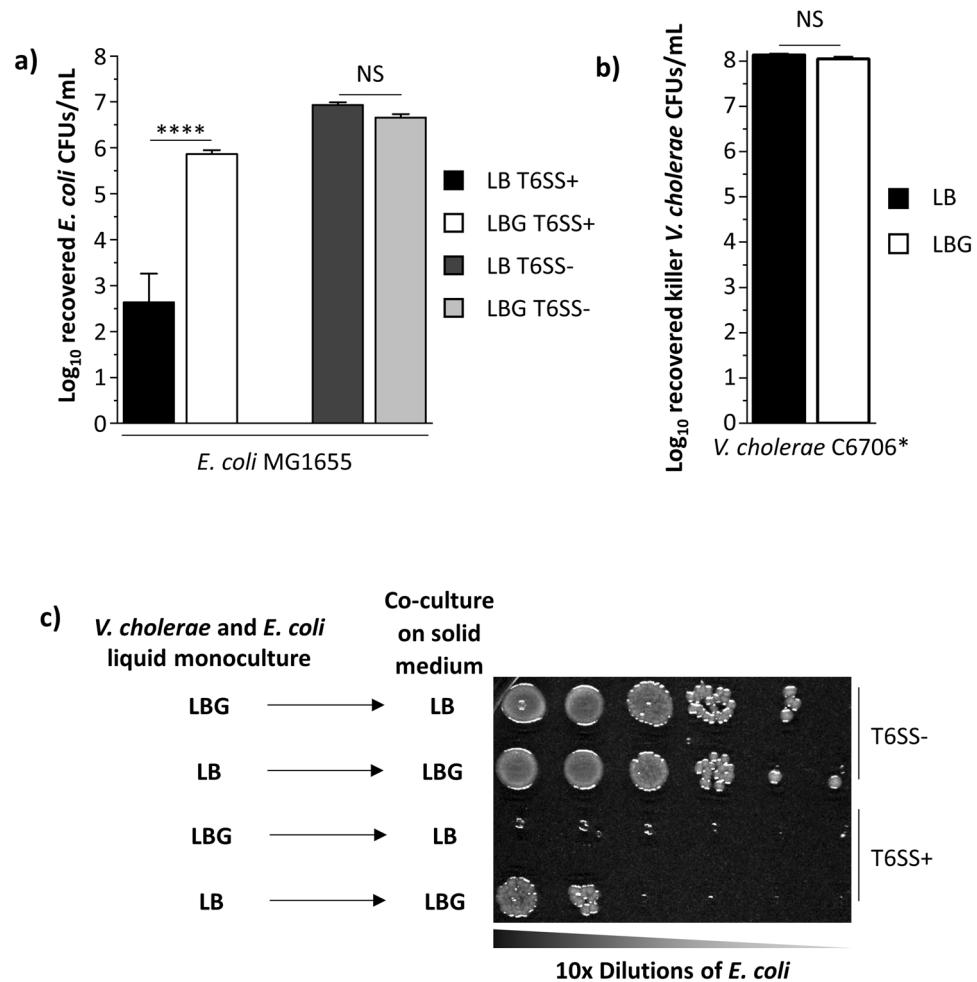 a)
Log10 recovered E. coli CFUs/mL
8
7
6
5
4
3
2
1
0
****
NS
E. coli MG1655
LB T6SS+
LBG T6SS+
LB T6SS-
LBG T6SS-
b)
Log10 recovered killer V. cholerae CFUs/mL
8
7
6
5
4
3
2
1
0
NS
V. cholerae C6706*
LB
LBG
c)
V. cholerae and E. coli
liquid monoculture
Co-culture
on solid
medium
LBG LB
LB LBG
LBG LB
LB LBG
T6SS-
T6SS+
10x Dilutions of E. coli